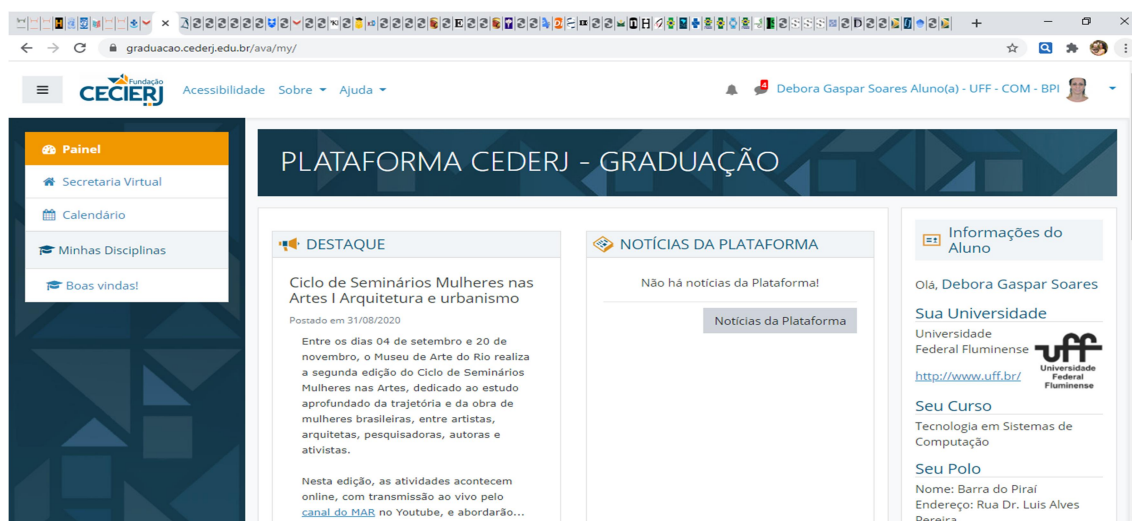 graduacao.cederj.edu.br/ava/my/
Fundação
CECIERJ
Acessibilidade Sobre Ajuda
4
Debora Gaspar Soares Aluno(a) - UFF - COM - BPI
Painel
Secretaria Virtual
Calendário
Minhas Disciplinas
Boas vindas!
PLATAFORMA CEDERJ - GRADUAÇÃO
DESTAQUE
Ciclo de Seminários Mulheres nas
Artes I Arquitetura e urbanismo
Postado em 31/08/2020
Entre os dias 04 de setembro e 20 de
novembro, o Museu de Arte do Rio realiza
a segunda edição do Ciclo de Seminários
Mulheres nas Artes, dedicado ao estudo
aprofundado da trajetória e da obra de
mulheres brasileiras, entre artistas,
arquitetas, pesquisadoras, autoras e
ativistas.
Nesta edição, as atividades acontecem
online, com transmissão ao vivo pelo
canal do MAR no Youtube, e abordarão...
NOTÍCIAS DA PLATAFORMA
Não há notícias da Plataforma!
Notícias da Plataforma
Informações do
Aluno
Olá, Debora Gaspar Soares
Sua Universidade
Universidade
Federal Fluminense
http://www.uff.br/
uff
Universidade
Federal
Fluminense
Seu Curso
Tecnologia em Sistemas de
Computação
Seu Polo
Nome: Barra do Piraí
Endereço: Rua Dr. Luis Alves
Pereira